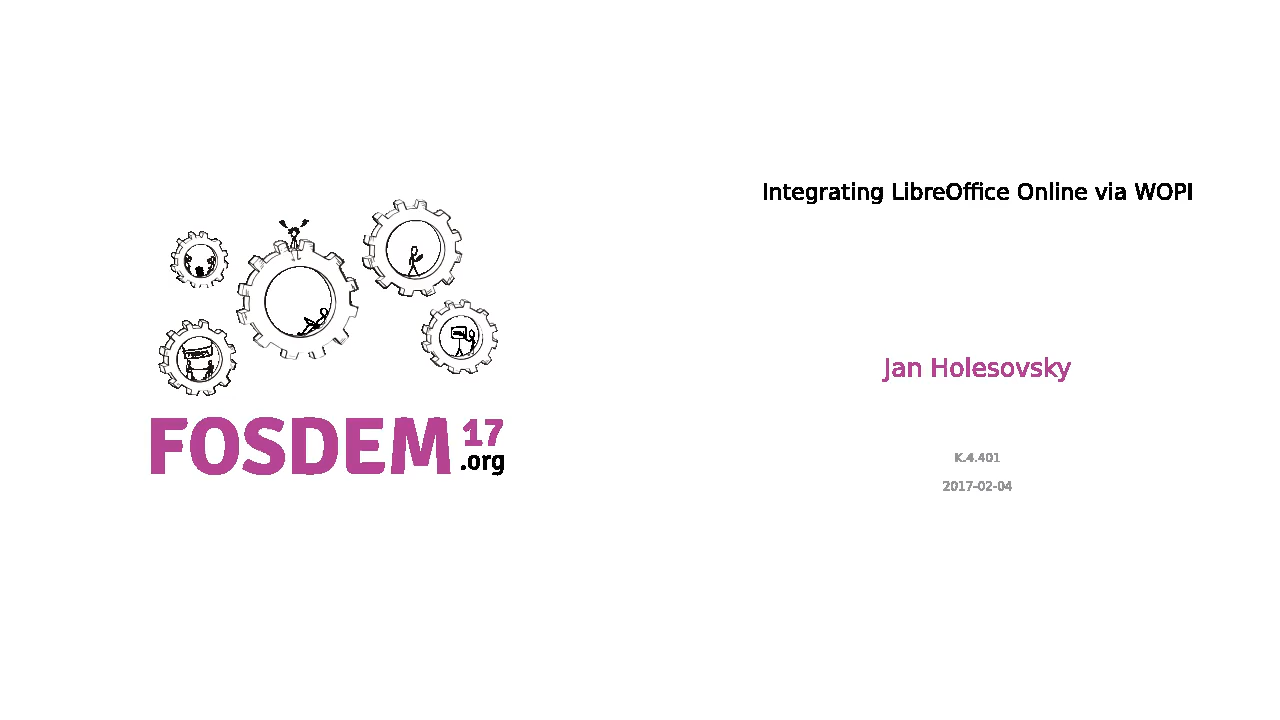 Integrating LibreOffice Online via WOPI
Jan Holesovsky
K.4.401
2017-02-04
FOSDEM 17
.org